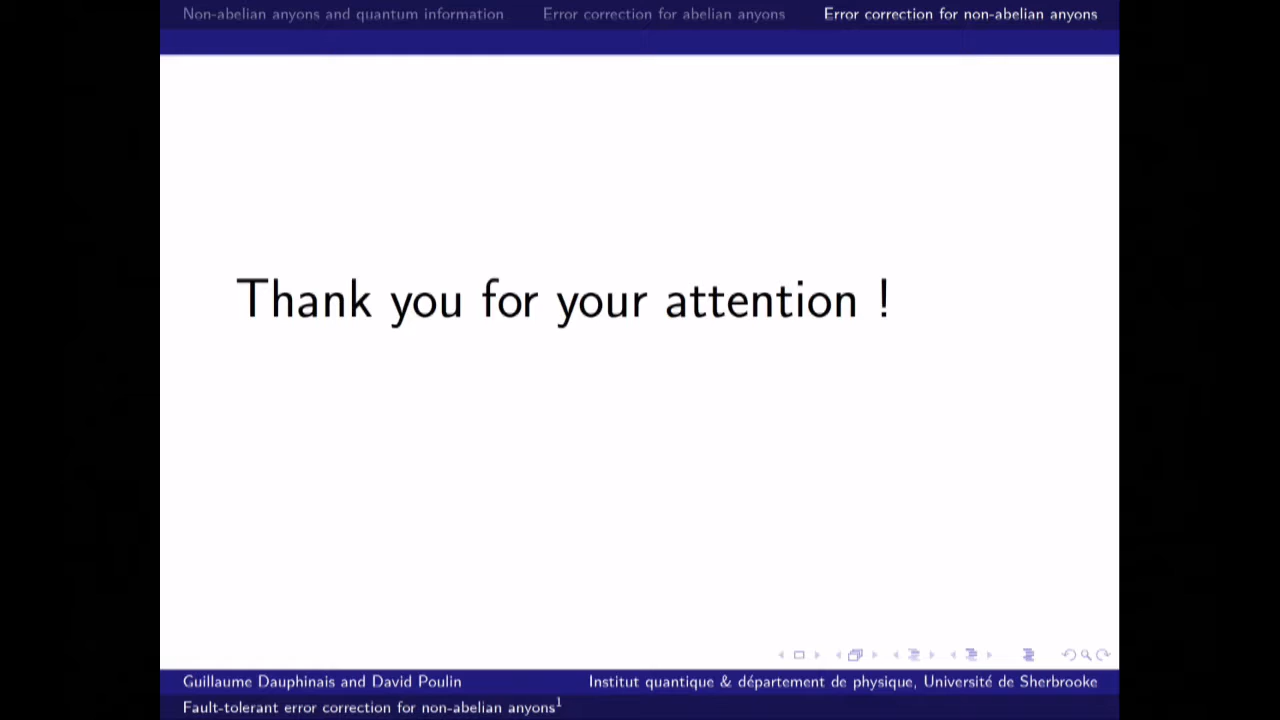 Non-abelian anyons and quantum information Error correction for abelian anyons Error correction for non-abelian anyons
Thank you for your attention !
Guillaume Dauphinais and David Poulin Institut quantique & département de physique, Université de Sherbrooke
Fault-tolerant error correction for non-abelian anyons¹